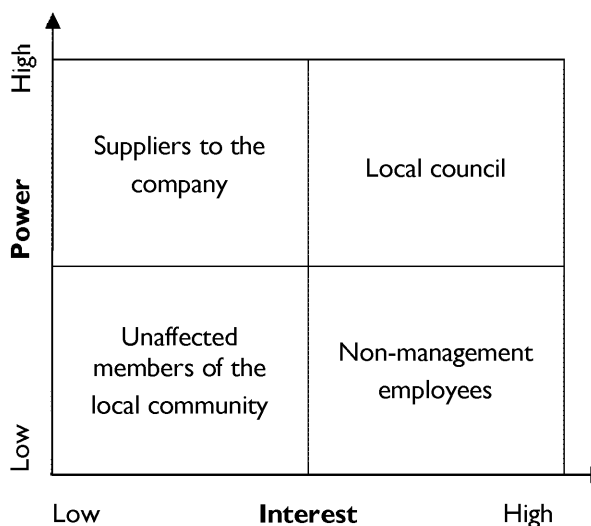 High
Suppliers to the
company
Local council
Power
Unaffected
members of the
local community
Non-management
employees
Low
Low
Interest
High